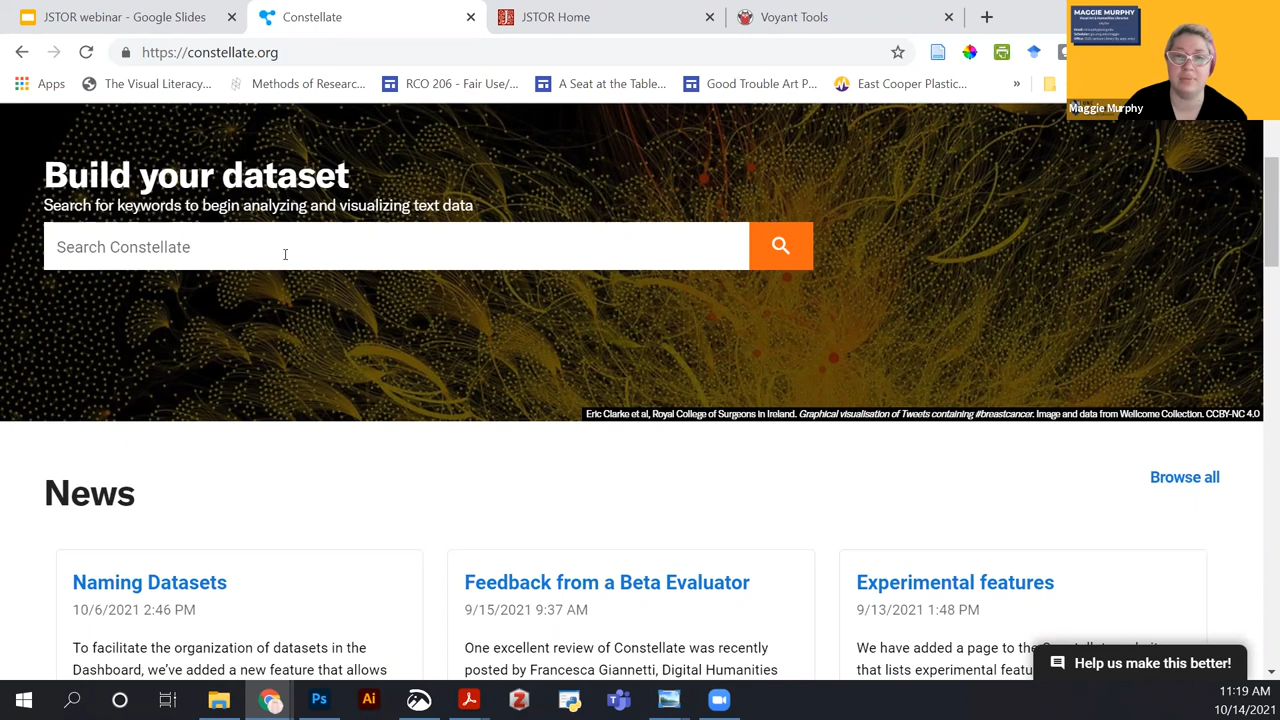 JSTOR webinar - Google Slides
Constellate
JSTOR Home
Voyant Tools
https://constellate.org
Apps
The Visual Literacy...
Methods of Researc...
RCO 206 - Fair Use/...
A Seat at the Table...
Good Trouble Art P...
East Cooper Plastic...
»
MAGGIE MURPHY
Maggie Murphy
Build your dataset
Search for keywords to begin analyzing and visualizing text data
Search Constellate
Eric Clarke et al, Royal College of Surgeons in Ireland. Graphical visualisation of Tweets containing #breastcancer. Image and data from Wellcome Collection. CCBY-NC 4.0
News
Browse all
Naming Datasets
10/6/2021 2:46 PM
To facilitate the organization of datasets in the
Dashboard, we've added a new feature that allows
Feedback from a Beta Evaluator
9/15/2021 9:37 AM
One excellent review of Constellate was recently
posted by Francesca Giannetti, Digital Humanities
Experimental features
9/13/2021 1:48 PM
We have added a page to the Constellate
that lists experimental
Help us make this better!
Ps
Ai
11:19 AM
10/14/2021